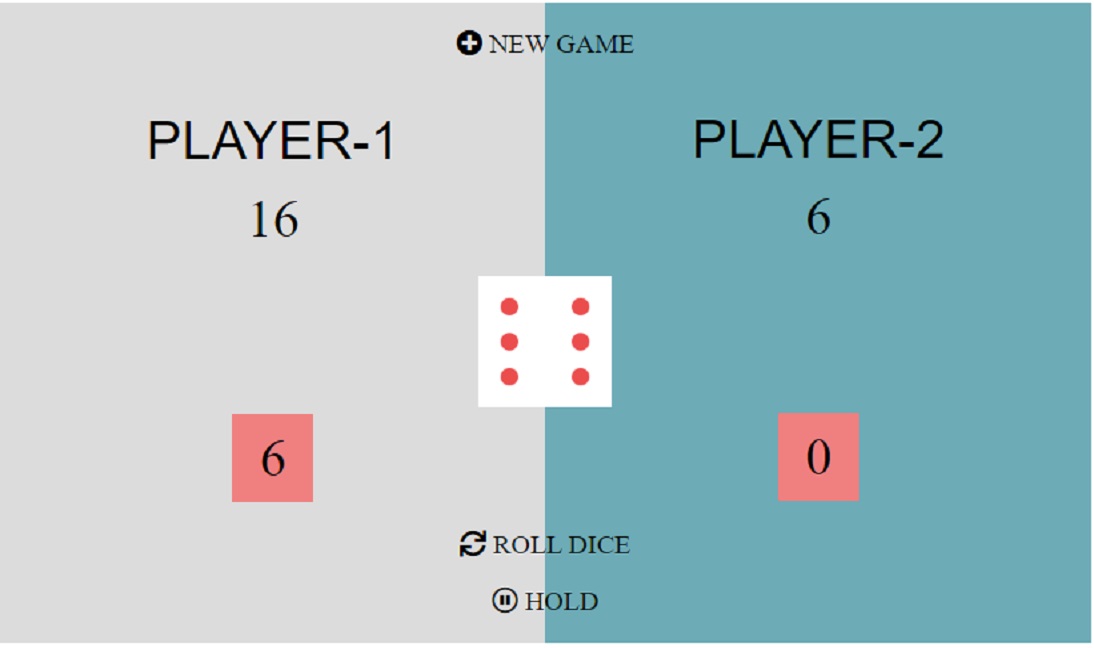 NEW GAME
PLAYER-1
PLAYER-2
16
6
6
0
ROLL DICE
HOLD